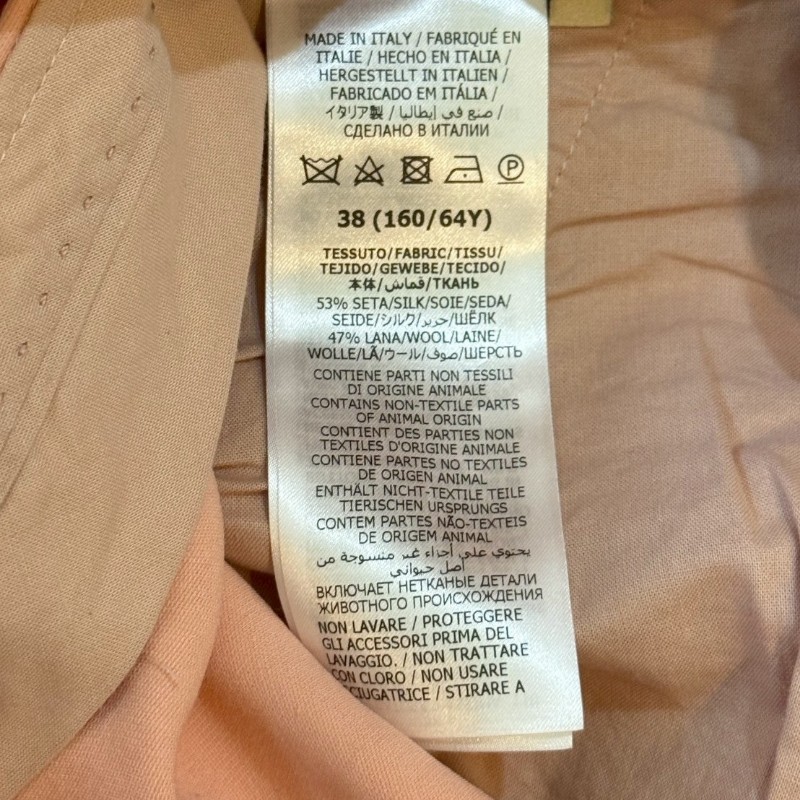 MADE IN ITALY / FABRIQUÉ EN
ITALIE / HECHO EN ITALIA /
HERGESTELLT IN ITALIEN /
FABRICADO EM ITÁLIA /
イタリア製 / صنع في إيطاليا /
СДЕЛАНО В ИТАЛИИ
P
38 (160/64Y)
TESSUTO/FABRIC/TISSU/
TEJIDO/GEWEBE/TECIDO/
本体/قماش/ТКАНЬ
53% SETA/SILK/SOIE/SEDA/
SEIDE/シルク/حرير/ШЁЛК
47% LANA/WOOL/LAINE/
WOLLE/LÃ/ウール/صوف/ШЕРСТЬ
CONTIENE PARTI NON TESSILI
DI ORIGINE ANIMALE
CONTAINS NON-TEXTILE PARTS
OF ANIMAL ORIGIN
CONTIENT DES PARTIES NON
TEXTILES D'ORIGINE ANIMALE
CONTIENE PARTES NO TEXTILES
DE ORIGEN ANIMAL
ENTHÄLT NICHT-TEXTILE TEILE
TIERISCHEN URSPRUNGS
CONTEM PARTES NÃO-TEXTEIS
DE ORIGEM ANIMAL
يحتوي على أجزاء غير منسوجة من
أصل حيواني
ВКЛЮЧАЕТ НЕТКАНЫЕ ДЕТАЛИ
ЖИВОТНОГО ПРОИСХОЖДЕНИЯ
NON LAVARE / PROTEGGERE
GLI ACCESSORI PRIMA DEL
LAVAGGIO. / NON TRATTARE
CON CLORO / NON USARE
SCIUGATRICE / STIRARE A